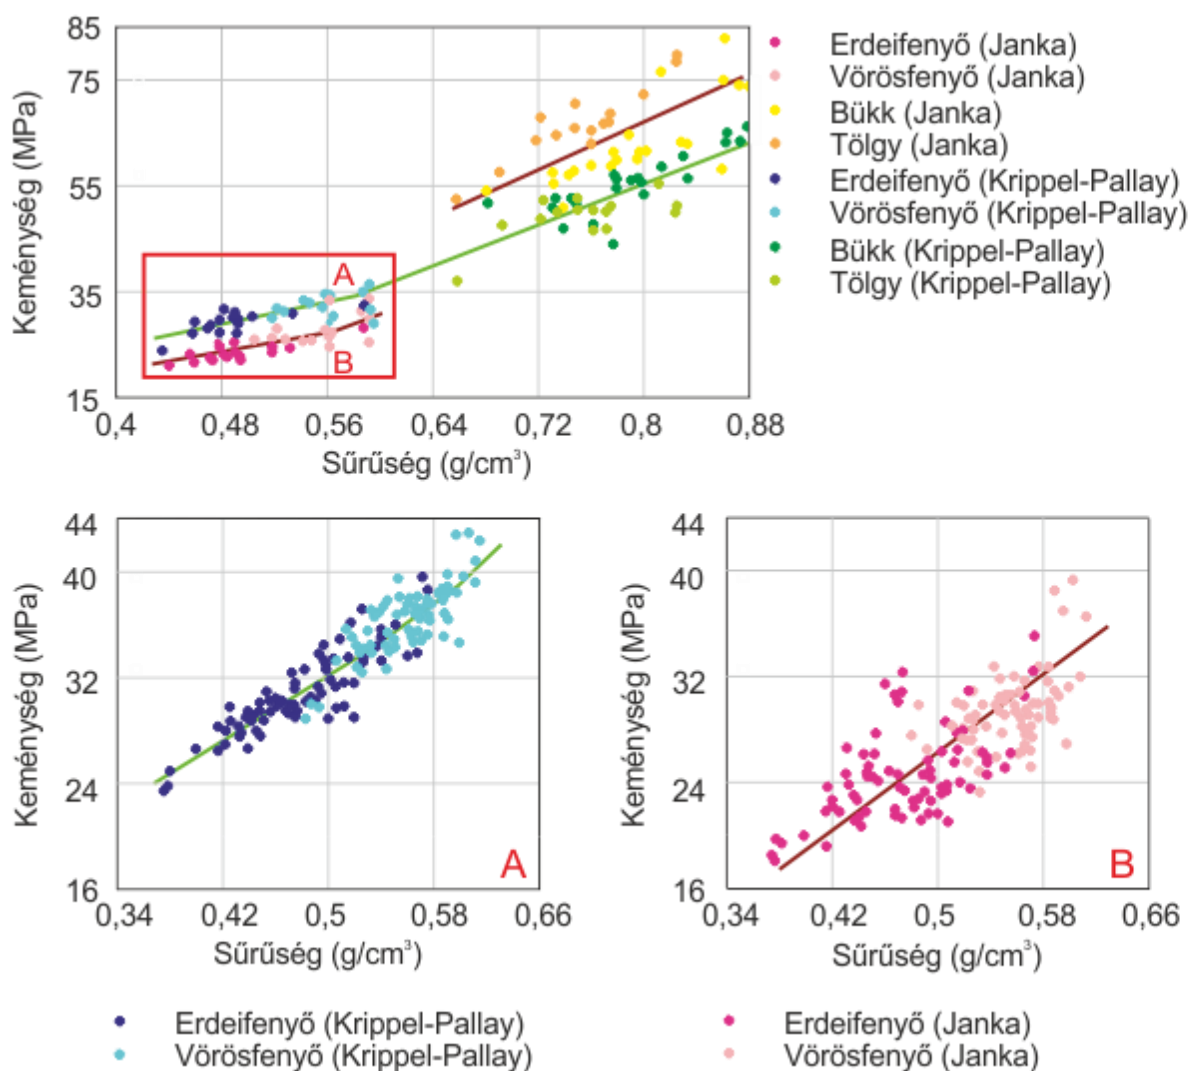 85
75
55
35
15
Keménység (MPa)
A
B
0,4
0,48
0,56
0,64
0,72
0,8
0,88
Sűrűség (g/cm³)
Erdeifenyő (Janka)
Vörösfenyő (Janka)
Bükk (Janka)
Tölgy (Janka)
Erdeifenyő (Krippel-Pallay)
Vörösfenyő (Krippel-Pallay)
Bükk (Krippel-Pallay)
Tölgy (Krippel-Pallay)
44
40
32
24
16
Keménység (MPa)
A
0,34
0,42
0,5
0,58
0,66
Sűrűség (g/cm³)
Erdeifenyő (Krippel-Pallay)
Vörösfenyő (Krippel-Pallay)
44
40
32
24
16
Keménység (MPa)
B
0,34
0,42
0,5
0,58
0,66
Sűrűség (g/cm³)
Erdeifenyő (Janka)
Vörösfenyő (Janka)